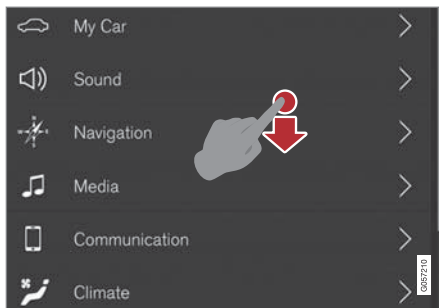 My Car
Sound
Navigation
Media
Communication
Climate
G057210